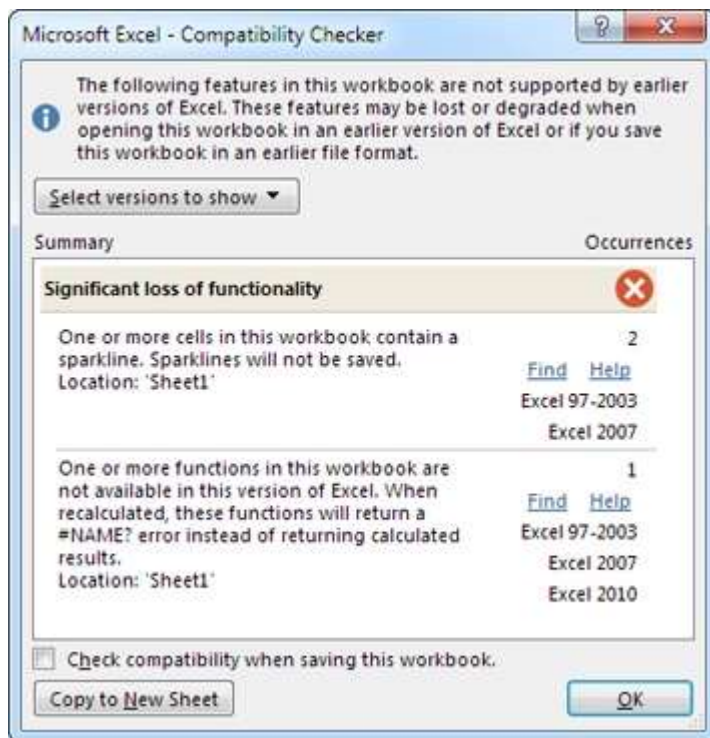 Microsoft Excel - Compatibility Checker
?
The following features in this workbook are not supported by earlier
versions of Excel. These features may be lost or degraded when
opening this workbook in an earlier version of Excel or if you save
this workbook in an earlier file format.
Select versions to show
Summary Occurrences
Significant loss of functionality
One or more cells in this workbook contain a 2
sparkline. Sparklines will not be saved.
Location: 'Sheet1' Find Help
Excel 97-2003
Excel 2007
One or more functions in this workbook are 1
not available in this version of Excel. When
recalculated, these functions will return a Find Help
#NAME? error instead of returning calculated Excel 97-2003
results. Excel 2007
Location: 'Sheet1' Excel 2010
Check compatibility when saving this workbook.
Copy to New Sheet OK